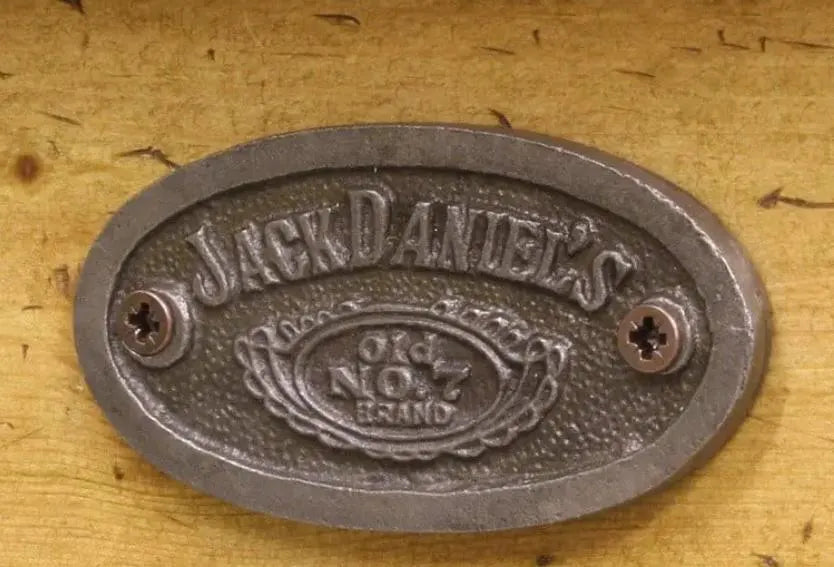 JACK DANIEL'S
Old
NO.7
BRAND